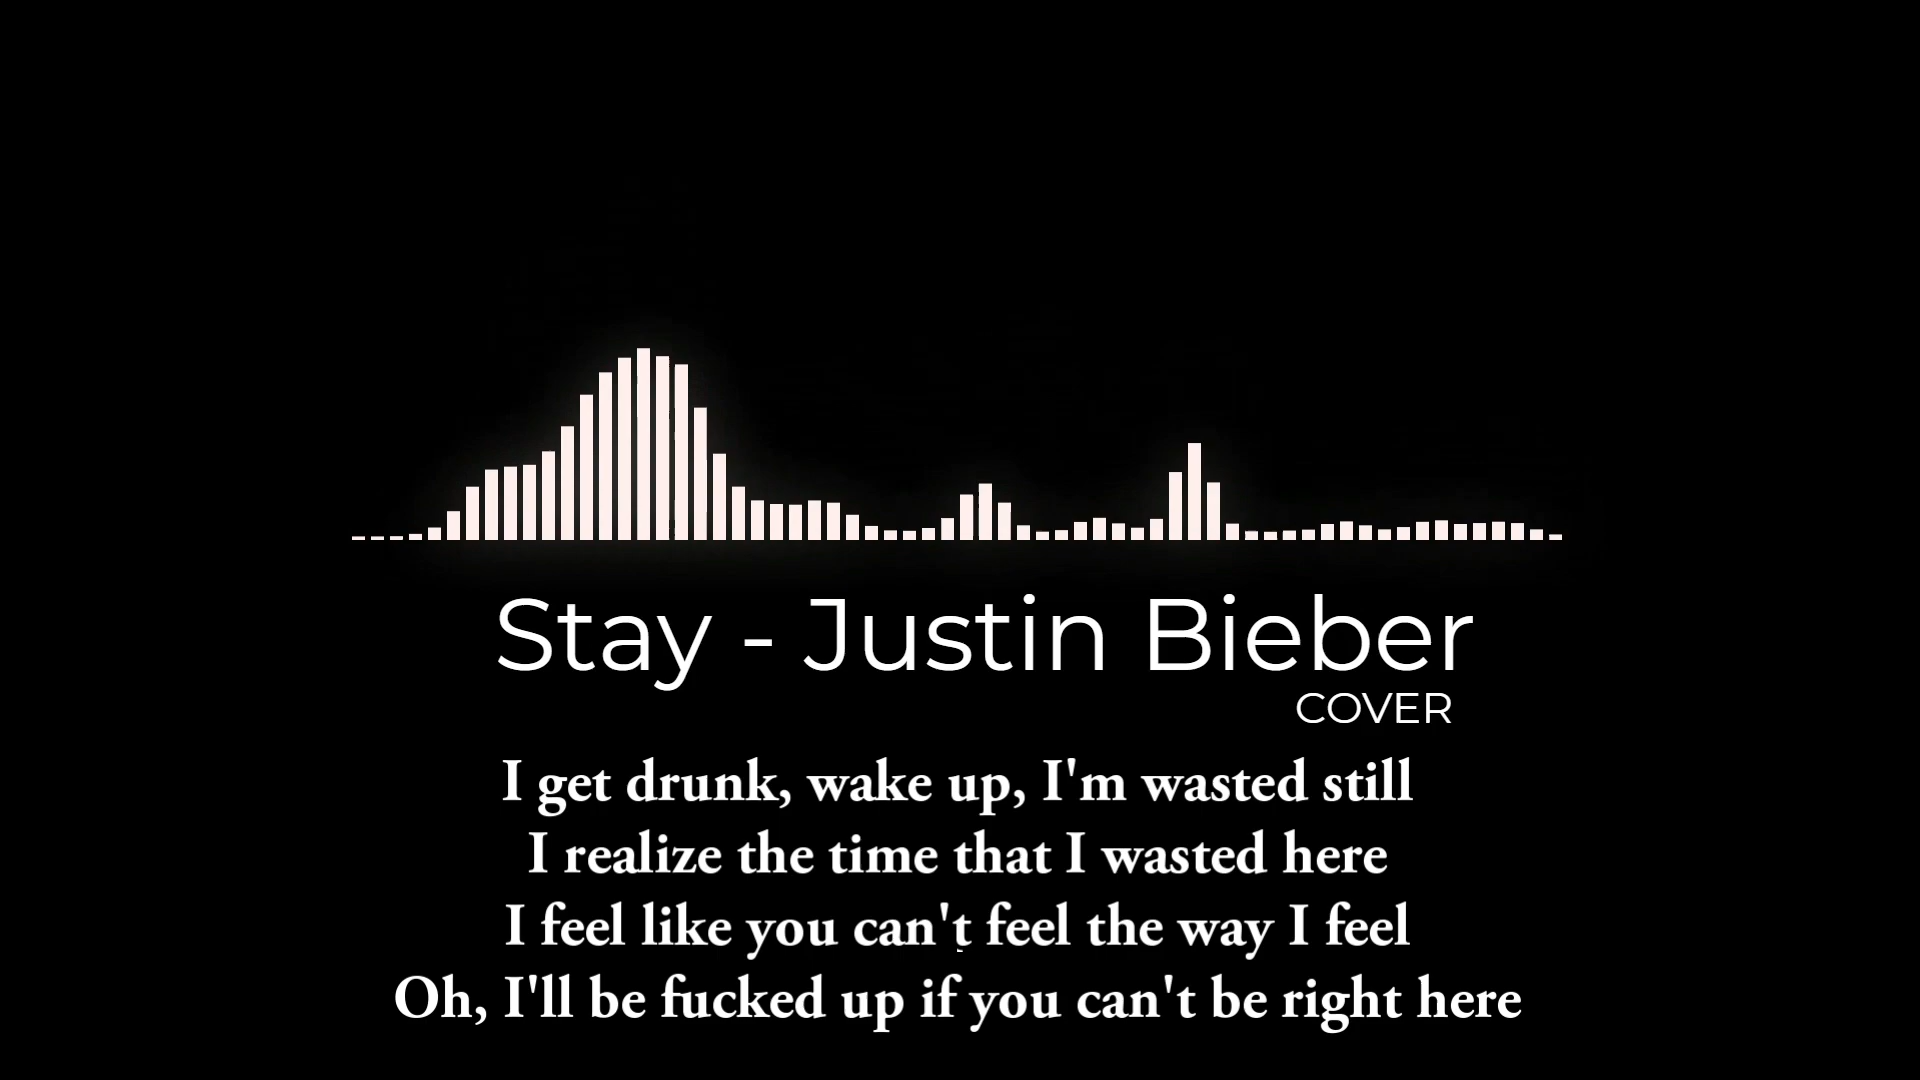 Stay - Justin Bieber
COVER
I get drunk, wake up, I'm wasted still
I realize the time that I wasted here
I feel like you can't feel the way I feel
Oh, I'll be fucked up if you can't be right here